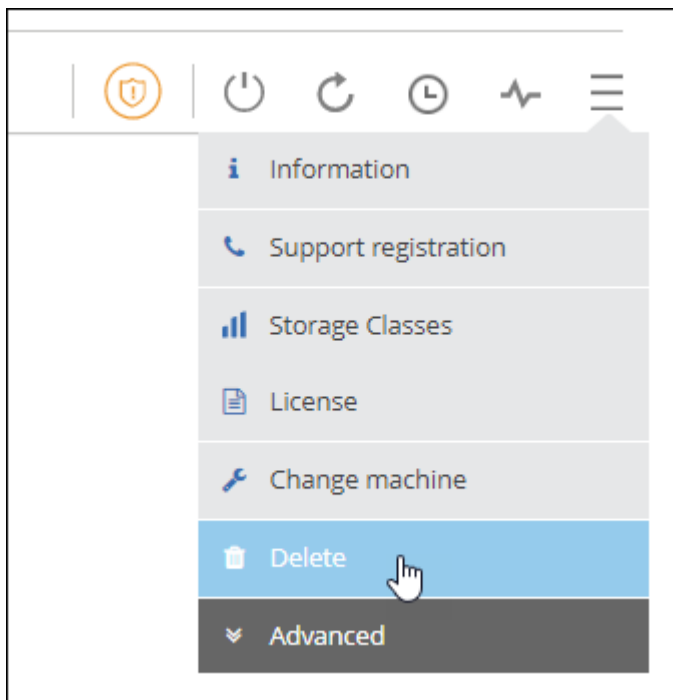 Information
Support registration
Storage Classes
License
Change machine
Delete
Advanced